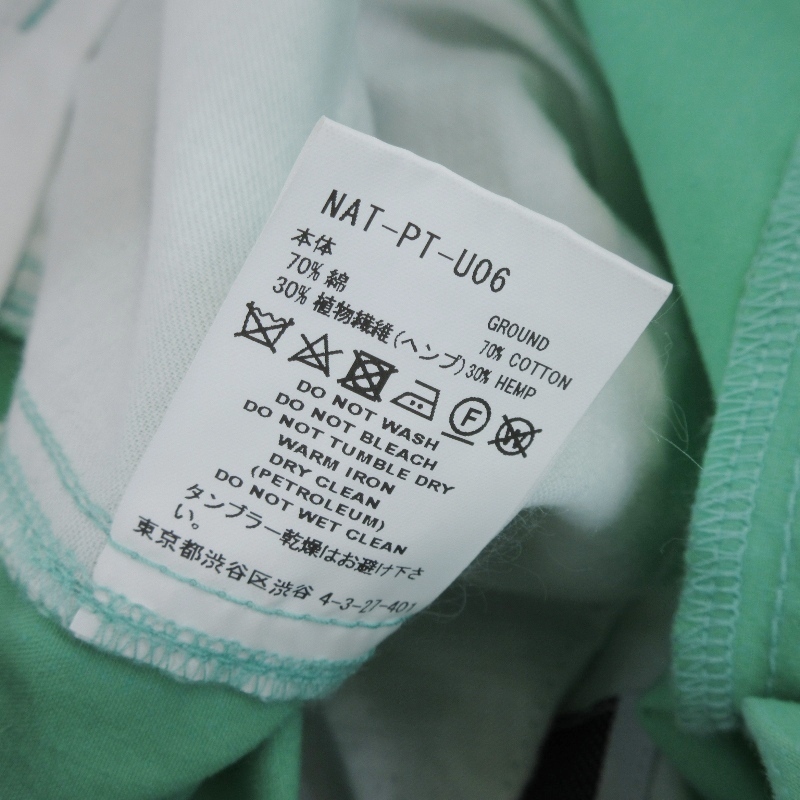 NAT-PT-U06
本体
70% 綿
30% 植物繊維(ヘンプ)
GROUND
70% COTTON
30% HEMP
F
W
DO NOT WASH
DO NOT BLEACH
DO NOT TUMBLE DRY
WARM IRON
DRY CLEAN
(PETROLEUM)
DO NOT WET CLEAN
タンブラー乾燥はお避け下さ
い。
東京都渋谷区渋谷 4-3-27-401